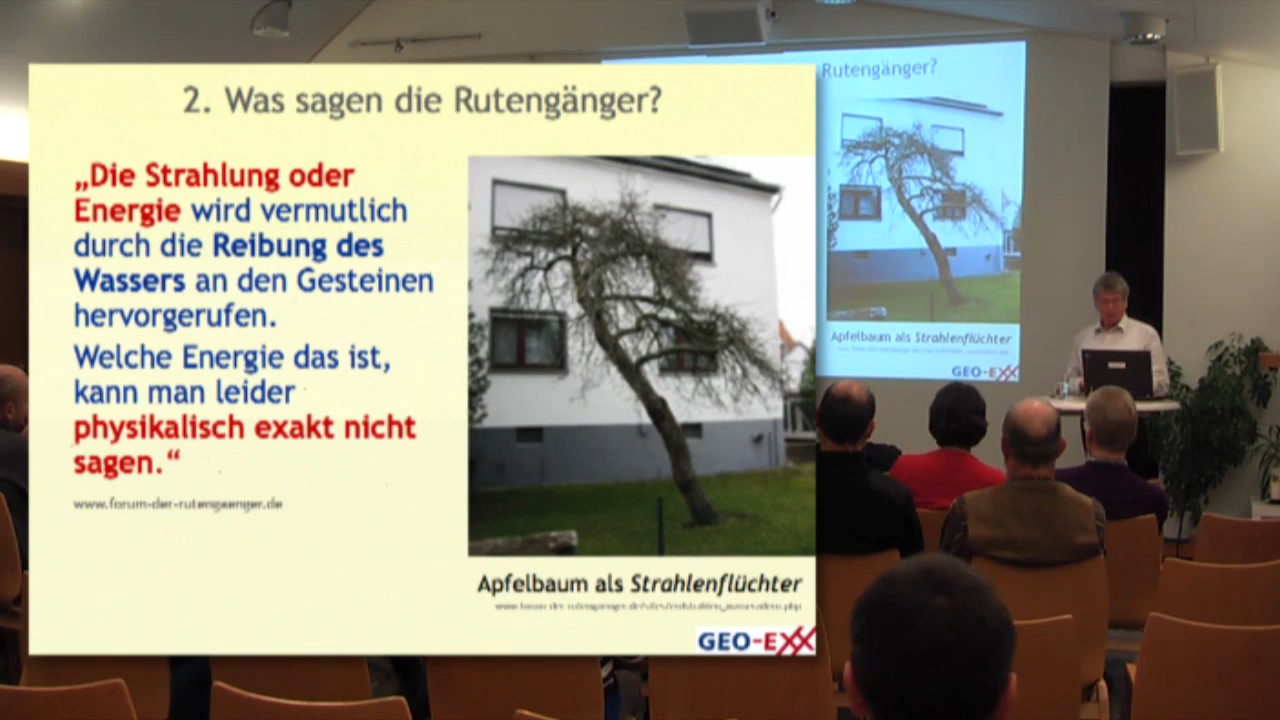 2. Was sagen die Rutengänger?
„Die Strahlung oder
Energie wird vermutlich
durch die Reibung des
Wassers an den Gesteinen
hervorgerufen.
Welche Energie das ist,
kann man leider
physikalisch exakt nicht
sagen.“
www.forum-der-rutengaenger.de
Apfelbaum als Strahlenflüchter
GEO-EXX
Rutengänger?
Apfelbaum als Strahlenflüchter
GEO-EXX